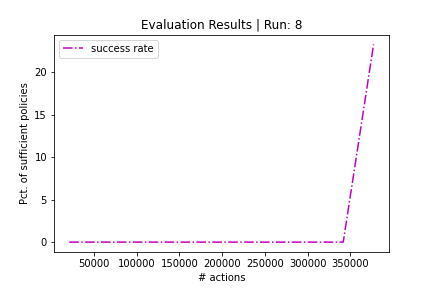 Evaluation Results | Run: 8
success rate
Pct. of sufficient policies
20
15
10
5
0
50000 100000 150000 200000 250000 300000 350000
# actions